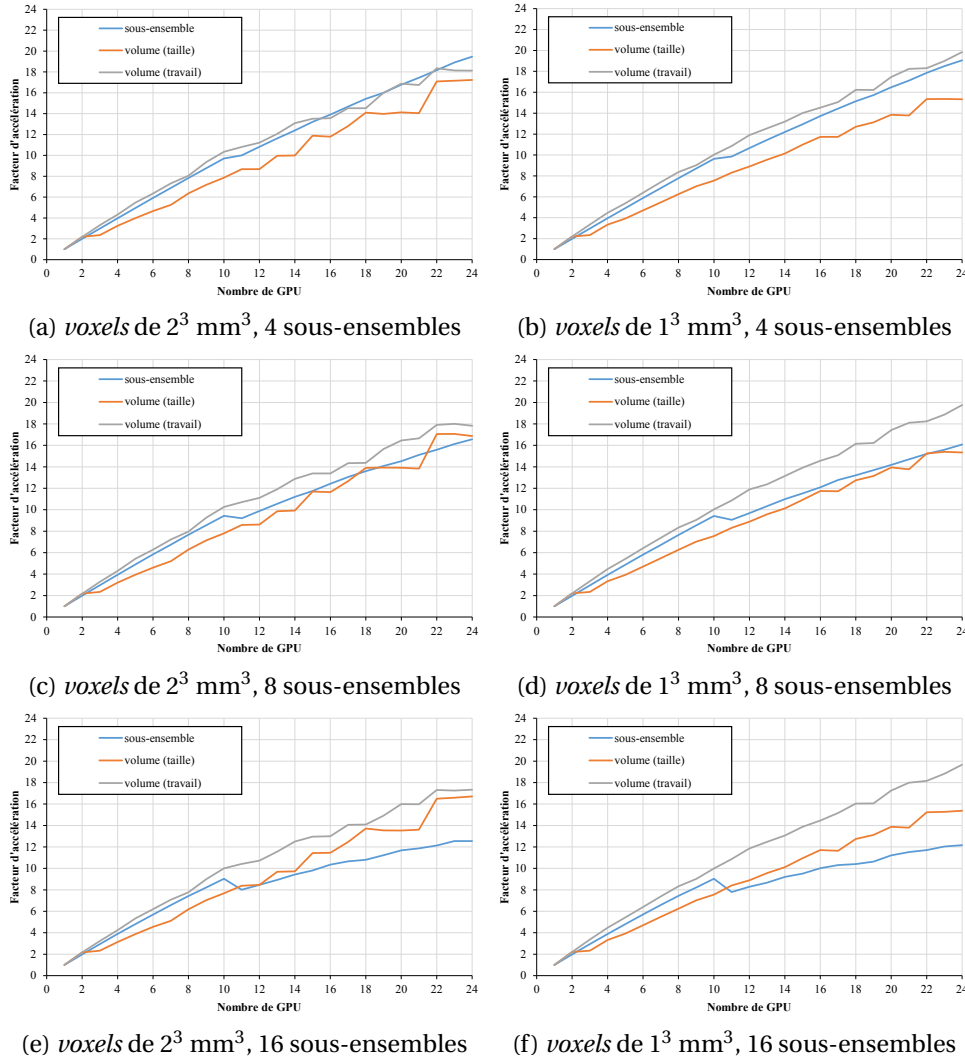 24
22
20
18
16
14
12
10
8
6
4
2
0
Facteur d'accélération
sous-ensemble
volume (taille)
volume (travail)
0 2 4 6 8 10 12 14 16 18 20 22 24
Nombre de GPU
(a) voxels de 2³ mm³, 4 sous-ensembles
24
22
20
18
16
14
12
10
8
6
4
2
0
Facteur d'accélération
sous-ensemble
volume (taille)
volume (travail)
0 2 4 6 8 10 12 14 16 18 20 22 24
Nombre de GPU
(b) voxels de 1³ mm³, 4 sous-ensembles
24
22
20
18
16
14
12
10
8
6
4
2
0
Facteur d'accélération
sous-ensemble
volume (taille)
volume (travail)
0 2 4 6 8 10 12 14 16 18 20 22 24
Nombre de GPU
(c) voxels de 2³ mm³, 8 sous-ensembles
24
22
20
18
16
14
12
10
8
6
4
2
0
Facteur d'accélération
sous-ensemble
volume (taille)
volume (travail)
0 2 4 6 8 10 12 14 16 18 20 22 24
Nombre de GPU
(d) voxels de 1³ mm³, 8 sous-ensembles
24
22
20
18
16
14
12
10
8
6
4
2
0
Facteur d'accélération
sous-ensemble
volume (taille)
volume (travail)
0 2 4 6 8 10 12 14 16 18 20 22 24
Nombre de GPU
(e) voxels de 2³ mm³, 16 sous-ensembles
24
22
20
18
16
14
12
10
8
6
4
2
0
Facteur d'accélération
sous-ensemble
volume (taille)
volume (travail)
0 2 4 6 8 10 12 14 16 18 20 22 24
Nombre de GPU
(f) voxels de 1³ mm³, 16 sous-ensembles